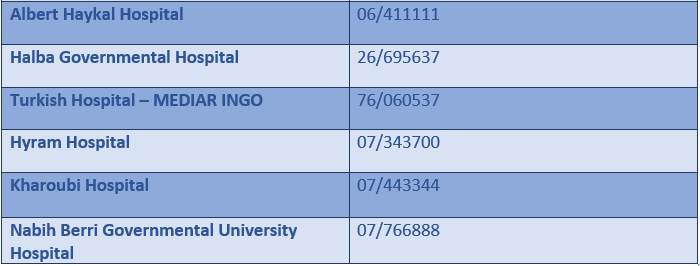 Albert Haykal Hospital 06/411111
Halba Governmental Hospital 26/695637
Turkish Hospital – MEDIAR INGO 76/060537
Hyram Hospital 07/343700
Kharoubi Hospital 07/443344
Nabih Berri Governmental University 07/766888
Hospital